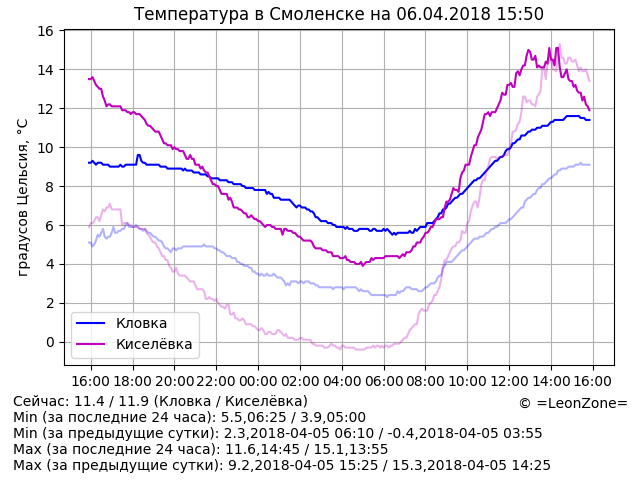 Температура в Смоленске на 06.04.2018 15:50
градусов Цельсия, °C
16
14
12
10
8
6
4
2
0
Кловка
Киселёвка
16:00 18:00 20:00 22:00 00:00 02:00 04:00 06:00 08:00 10:00 12:00 14:00 16:00
Сейчас: 11.4 / 11.9 (Кловка / Киселёвка)
© =LeonZone=
Min (за последние 24 часа): 5.5,06:25 / 3.9,05:00
Min (за предыдущие сутки): 2.3,2018-04-05 06:10 / -0.4,2018-04-05 03:55
Max (за последние 24 часа): 11.6,14:45 / 15.1,13:55
Max (за предыдущие сутки): 9.2,2018-04-05 15:25 / 15.3,2018-04-05 14:25